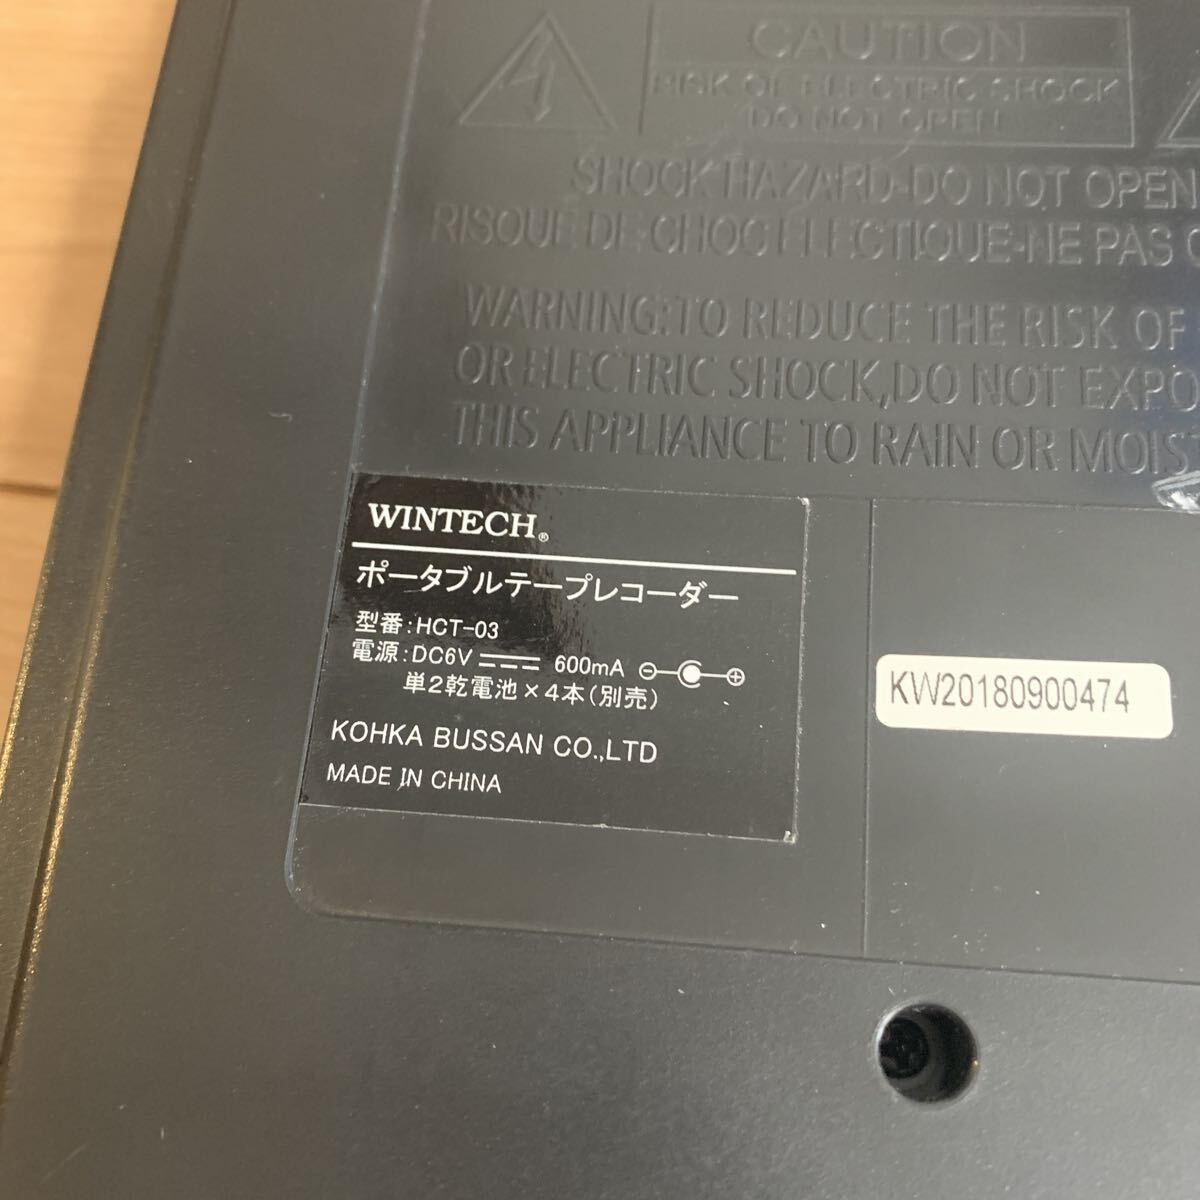 CAUTION
RISK OF ELECTRIC SHOCK
DO NOT OPEN
SHOCK HAZARD-DO NOT OPEN
RISQUE DE CHOC ELECTIQUE-NE PAS
WARNING:TO REDUCE THE RISK OF
OR ELECTRIC SHOCK,DO NOT EXPO
THIS APPLIANCE TO RAIN OR MOIS
WINTECH®
ポータブルテープレコーダー
型番:HCT-03
電源:DC6V 600mA
単2乾電池×4本(別売)
KOHKA BUSSAN CO.,LTD
MADE IN CHINA
KW20180900474